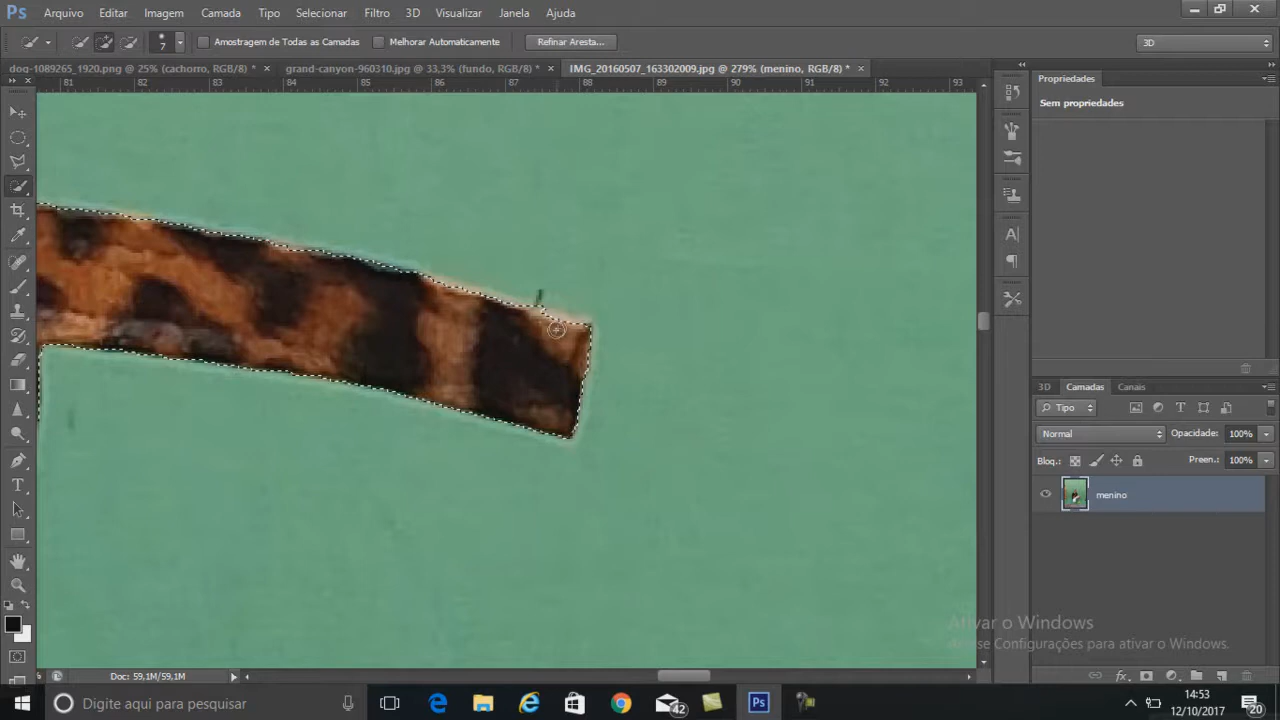 Ps Arquivo Editar Imagem Camada Tipo Selecionar Filtro 3D Visualizar Janela Ajuda
7 Amostragem de Todas as Camadas Melhorar Automaticamente Refinar Aresta... 3D
dog-1089265_1920.png @ 25% (cachorro, RGB/8) * × grand-canyon-960310.jpg @ 33,3% (fundo, RGB/8) * × IMG_20160507_163302009.jpg @ 279% (menino, RGB/8) * ×
81 82 83 84 85 86 87 88 89 90 91 92 93
Propriedades
Sem propriedades
3D Camadas Canais
Tipo
Normal Opacidade: 100%
Bloq.: Preen.: 100%
menino
Ativar o Windows
Acesse Configurações para ativar o Windows.
Doc: 59,1M/59,1M
Digite aqui para pesquisar
42
Ps
14:53
12/10/2017
20